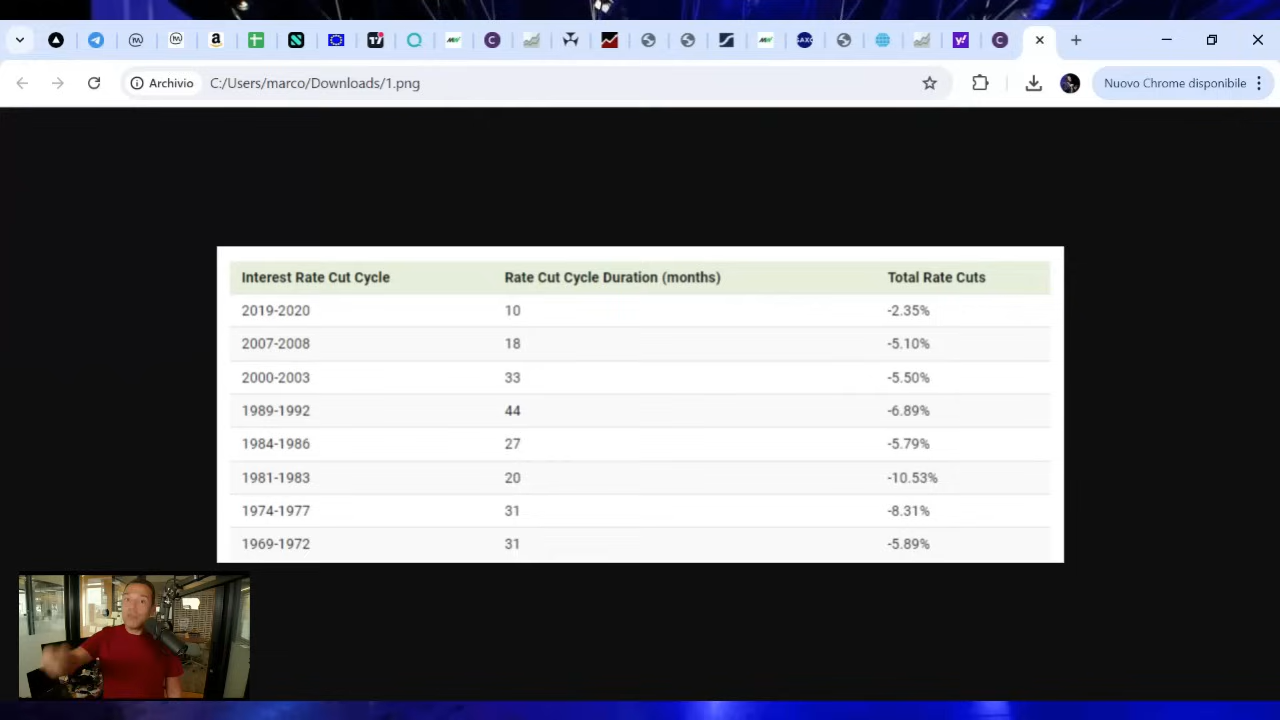 Archivio C:/Users/marco/Downloads/1.png Nuovo Chrome disponibile
Interest Rate Cut Cycle Rate Cut Cycle Duration (months) Total Rate Cuts
2019-2020 10 -2.35%
2007-2008 18 -5.10%
2000-2003 33 -5.50%
1989-1992 44 -6.89%
1984-1986 27 -5.79%
1981-1983 20 -10.53%
1974-1977 31 -8.31%
1969-1972 31 -5.89%